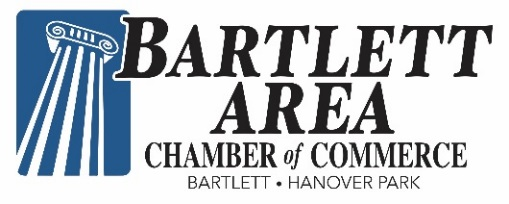 BARTLETT
AREA
CHAMBER of COMMERCE
BARTLETT • HANOVER PARK